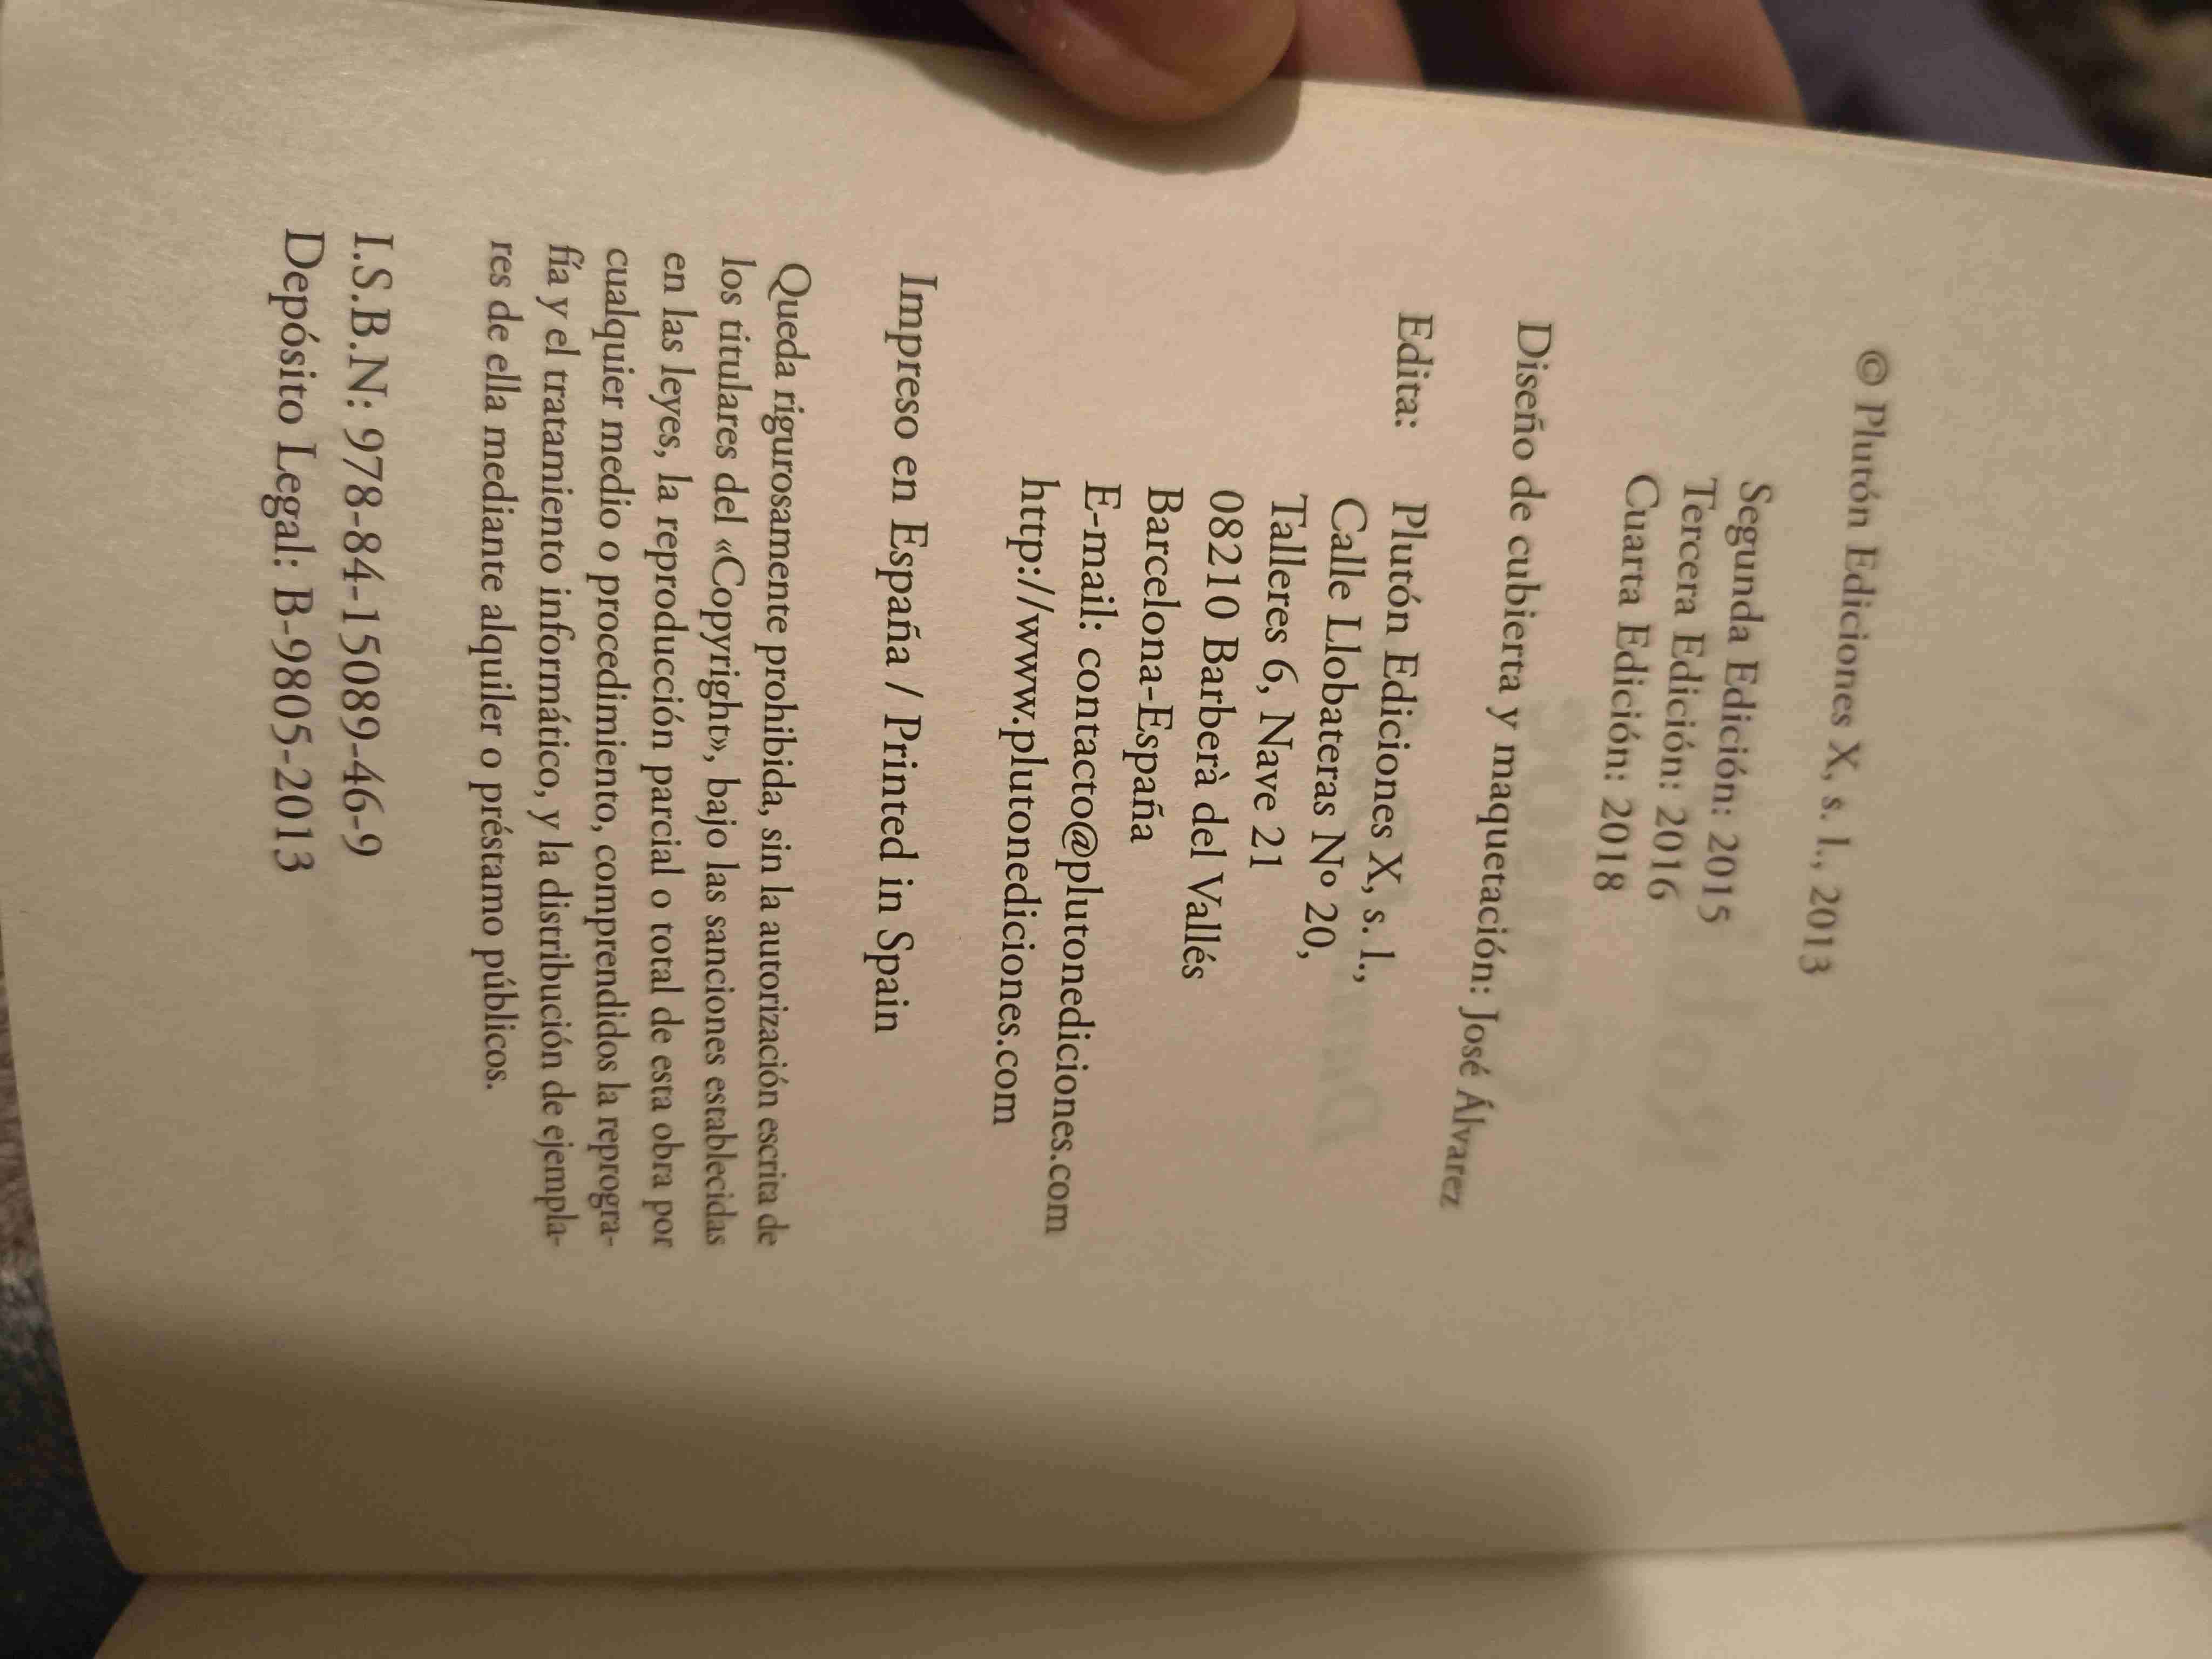 © Plutón Ediciones X, s. l., 2013
Segunda Edición: 2015
Tercera Edición: 2016
Cuarta Edición: 2018
Diseño de cubierta y maquetación: José Álvarez
Edita: Plutón Ediciones X, s. l.,
Calle Llobateras Nº 20,
Talleres 6, Nave 21
08210 Barberà del Vallés
Barcelona-España
E-mail: contacto@plutonediciones.com
http://www.plutonediciones.com
Impreso en España / Printed in Spain
Queda rigurosamente prohibida, sin la autorización escrita de
los titulares del «Copyright», bajo las sanciones establecidas
en las leyes, la reproducción parcial o total de esta obra por
cualquier medio o procedimiento, comprendidos la reprogra-
fía y el tratamiento informático, y la distribución de ejempla-
res de ella mediante alquiler o préstamo públicos.
I.S.B.N: 978-84-15089-46-9
Depósito Legal: B-9805-2013